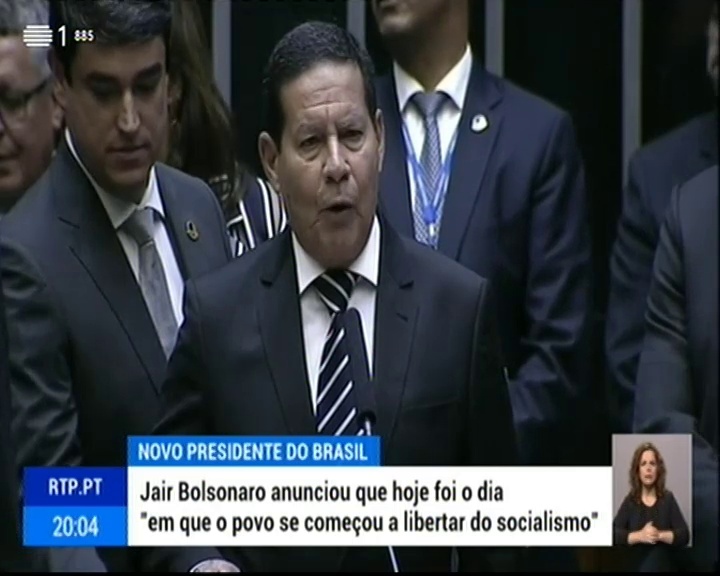 1 885
NOVO PRESIDENTE DO BRASIL
RTP.PT
Jair Bolsonaro anunciou que hoje foi o dia
20:04
"em que o povo se começou a libertar do socialismo"